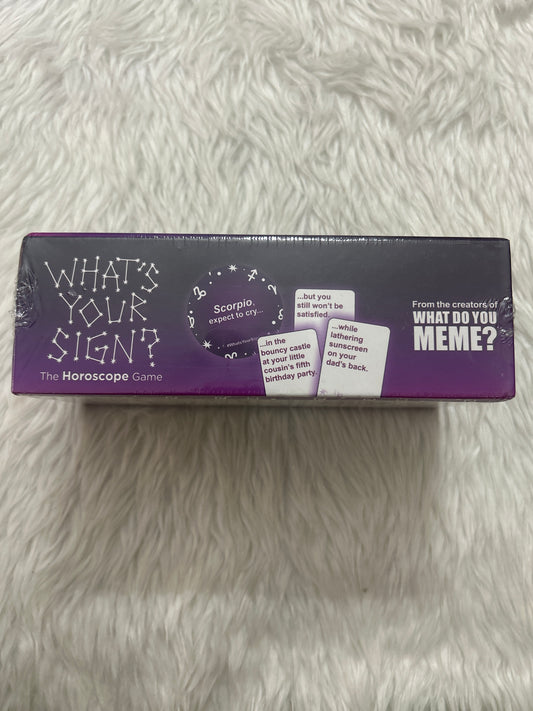 WHAT'S
YOUR
SIGN?
The Horoscope Game
Scorpio,
expect to cry...
...but you
still won't be
satisfied.
...in the
bouncy castle
at your little
cousin's fifth
birthday party.
...while
lathering
sunscreen
on your
dad's back.
From the creators of
WHAT DO YOU
MEME?